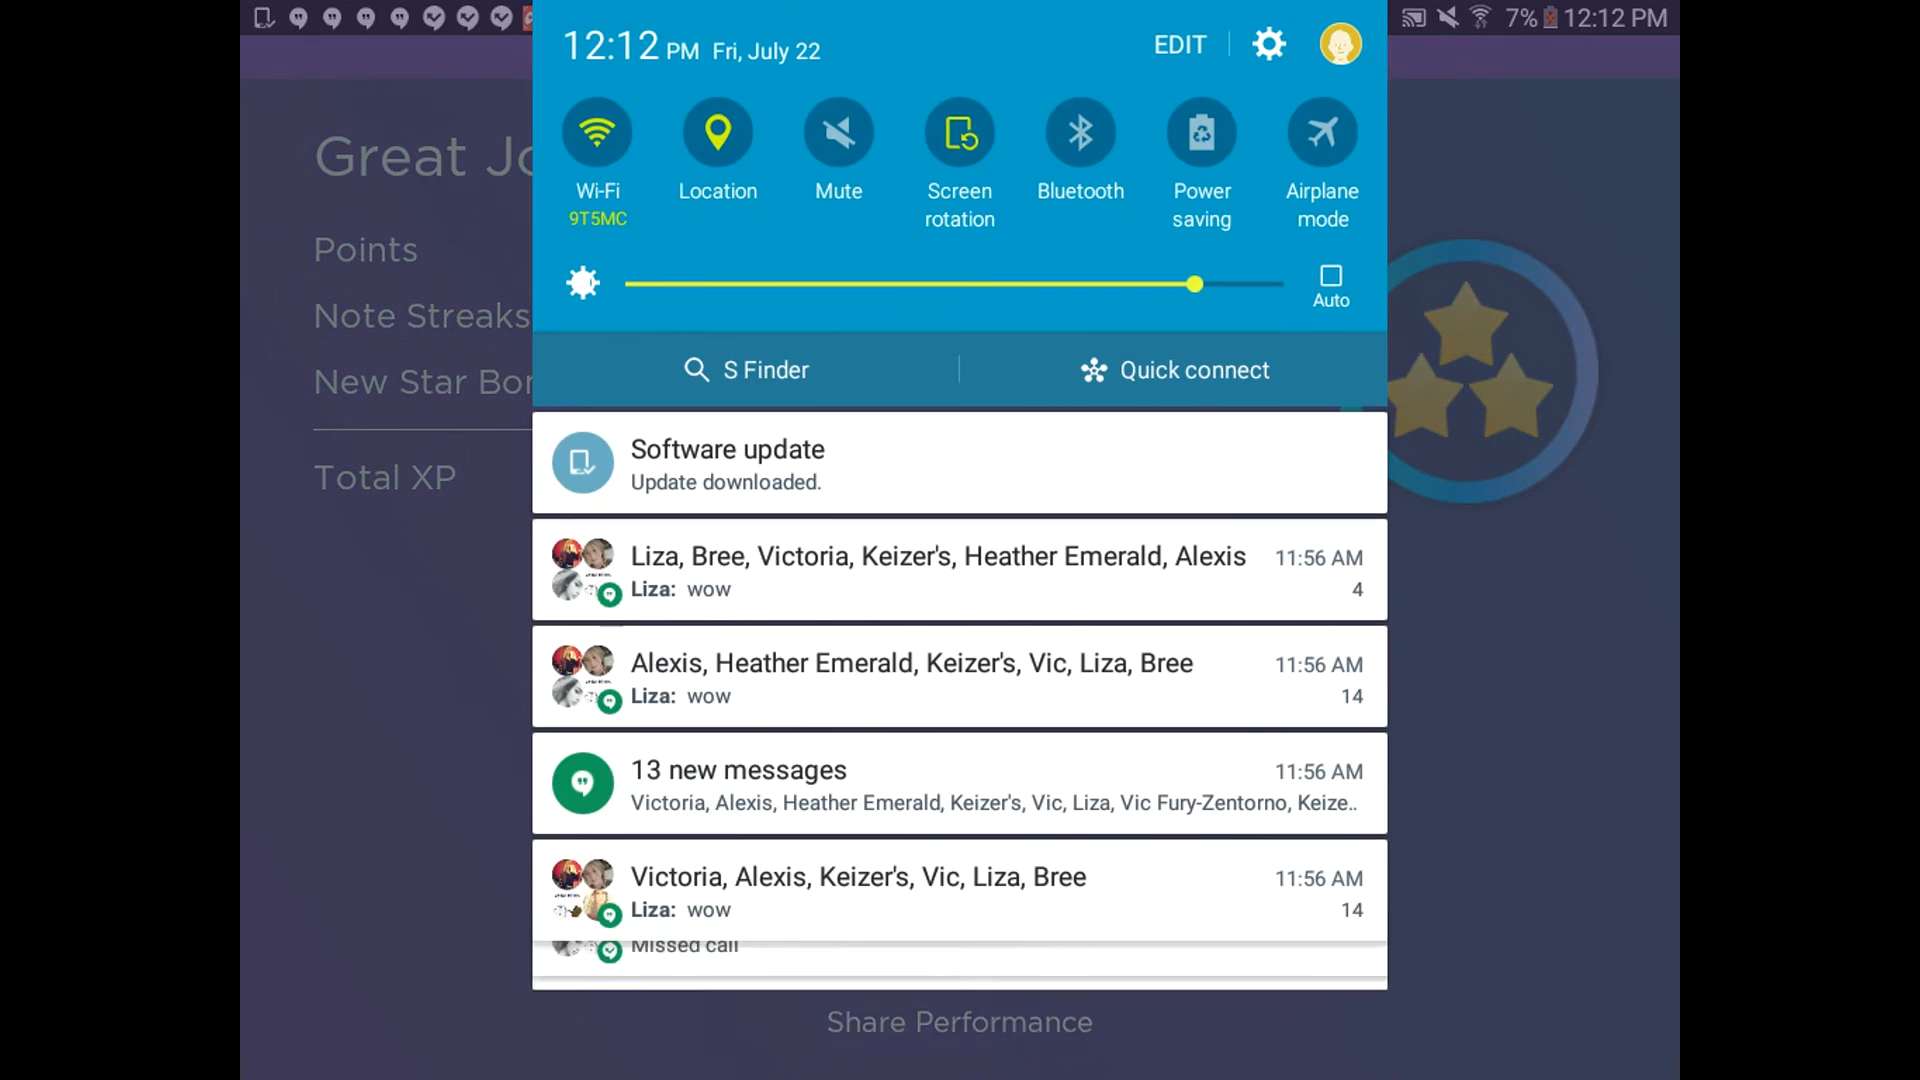 7% 12:12 PM
12:12 PM Fri, July 22 EDIT
Wi-Fi Location Mute Screen rotation Bluetooth Power saving Airplane mode
9T5MC
Auto
S Finder Quick connect
Great Jo
Points
Note Streaks
New Star Bon
Total XP
Software update
Update downloaded.
Liza, Bree, Victoria, Keizer's, Heather Emerald, Alexis 11:56 AM
Liza: wow 4
Alexis, Heather Emerald, Keizer's, Vic, Liza, Bree 11:56 AM
Liza: wow 14
13 new messages 11:56 AM
Victoria, Alexis, Heather Emerald, Keizer's, Vic, Liza, Vic Fury-Zentorno, Keize..
Victoria, Alexis, Keizer's, Vic, Liza, Bree 11:56 AM
Liza: wow 14
Missed call
Share Performance